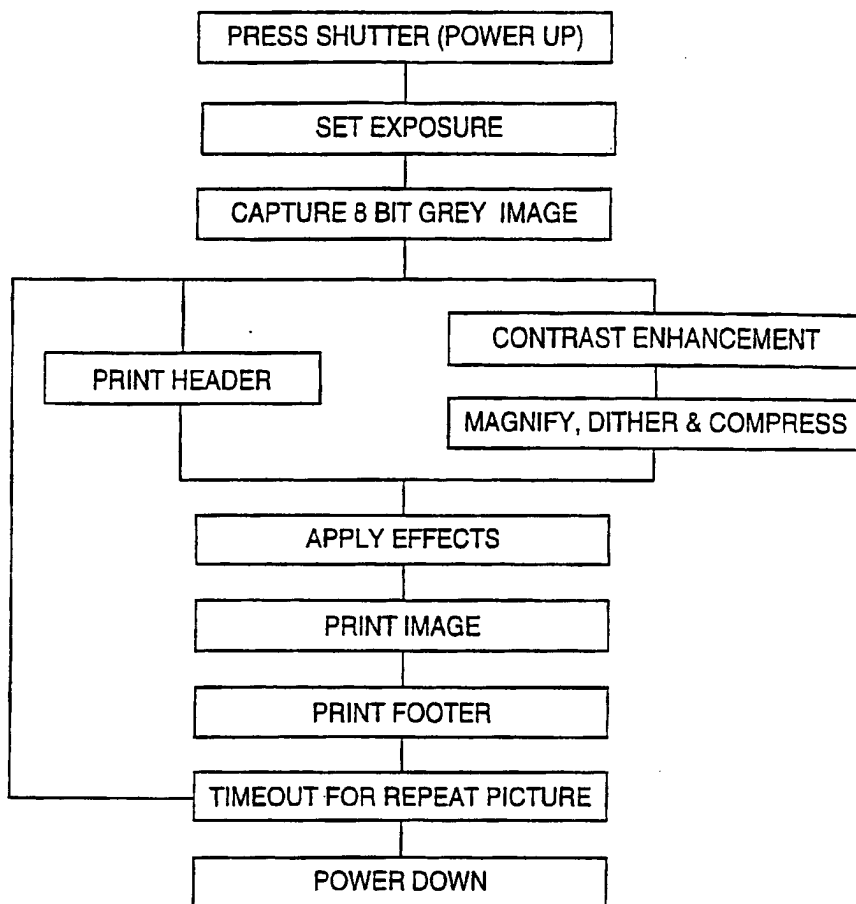 PRESS SHUTTER (POWER UP)
SET EXPOSURE
CAPTURE 8 BIT GREY IMAGE
CONTRAST ENHANCEMENT
PRINT HEADER
MAGNIFY, DITHER & COMPRESS
APPLY EFFECTS
PRINT IMAGE
PRINT FOOTER
TIMEOUT FOR REPEAT PICTURE
POWER DOWN